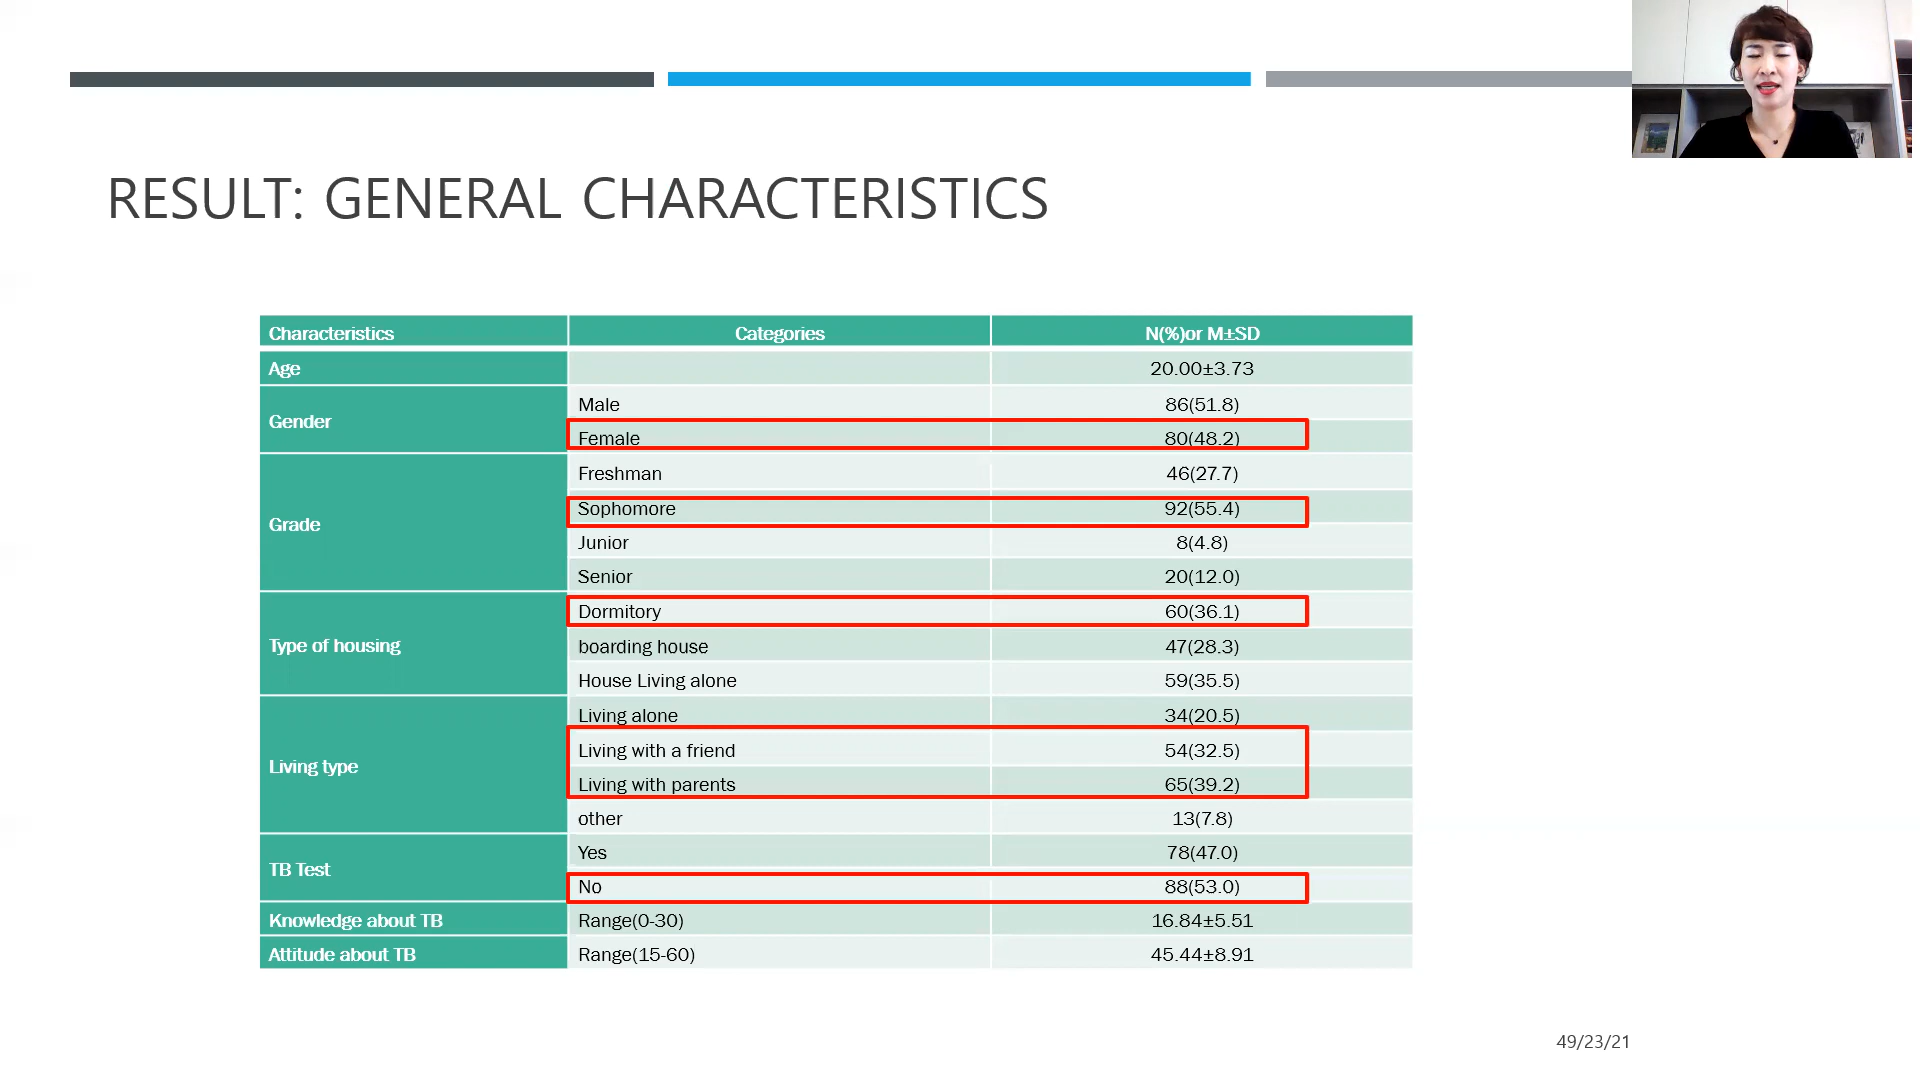 RESULT: GENERAL CHARACTERISTICS
Characteristics Categories N(%)or M±SD
Age 20.00±3.73
Gender Male 86(51.8)
Female 80(48.2)
Grade Freshman 46(27.7)
Sophomore 92(55.4)
Junior 8(4.8)
Senior 20(12.0)
Type of housing Dormitory 60(36.1)
boarding house 47(28.3)
House Living alone 59(35.5)
Living type Living alone 34(20.5)
Living with a friend 54(32.5)
Living with parents 65(39.2)
other 13(7.8)
TB Test Yes 78(47.0)
No 88(53.0)
Knowledge about TB Range(0-30) 16.84±5.51
Attitude about TB Range(15-60) 45.44±8.91
49/23/21